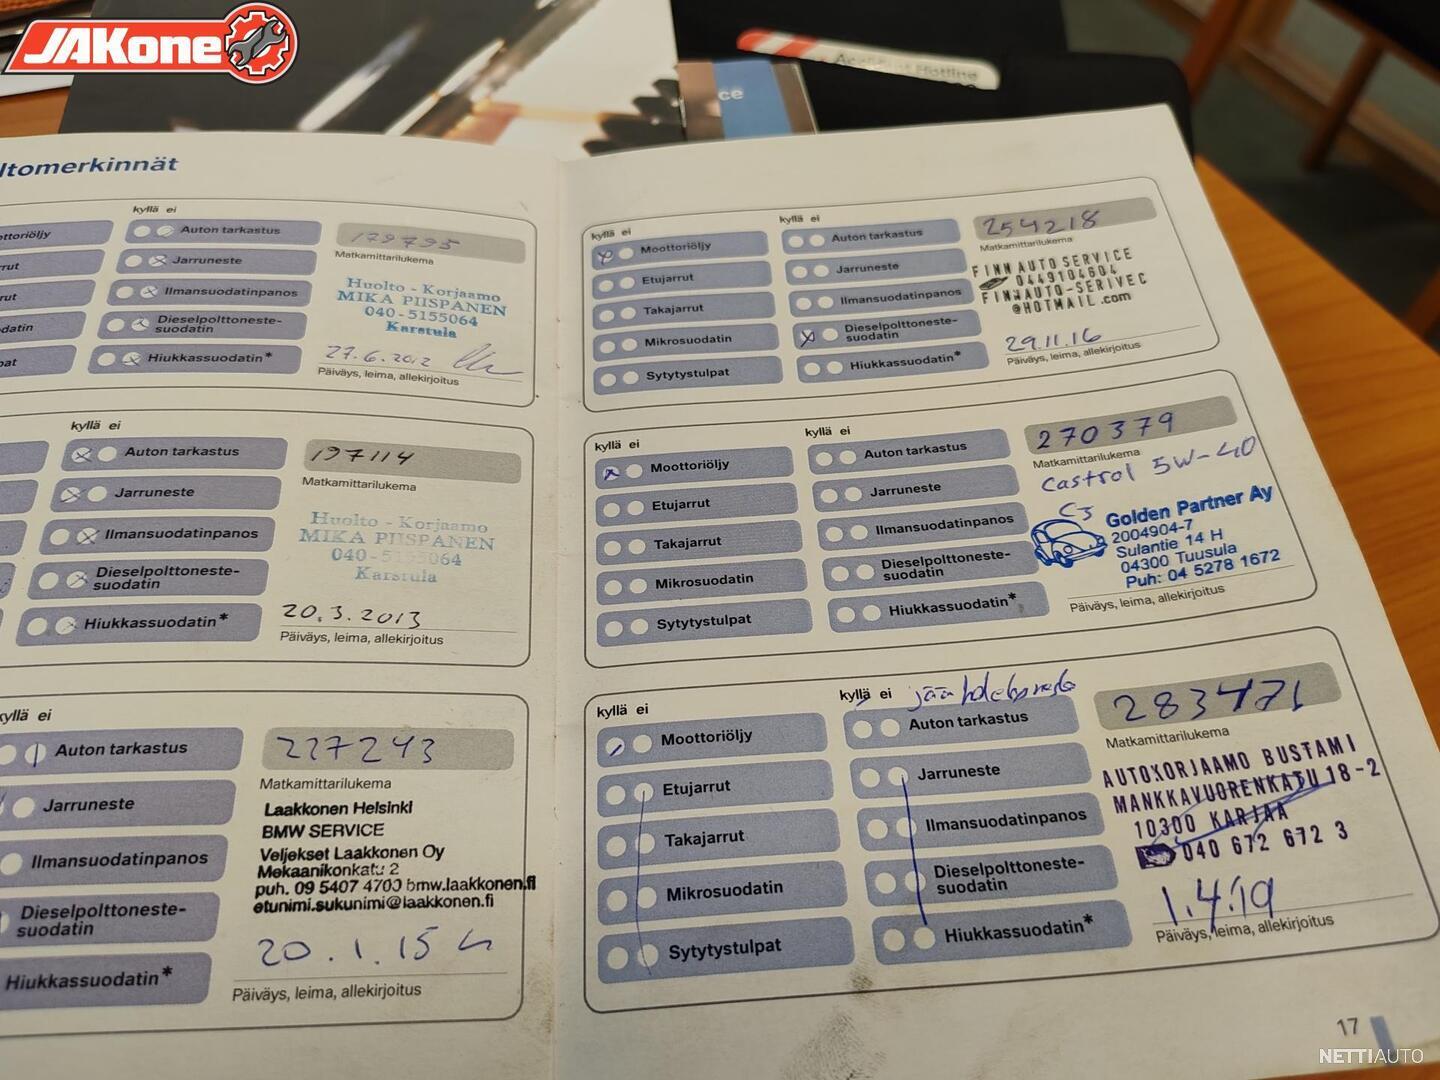 JAKone
Accident Hotline
ce
ltomerkinnät
kyllä ei
ottoriöljy
rrut
rut
datin
pat
Auton tarkastus
Jarruneste
Ilmansuodatinpanos
Dieselpolttoneste-
suodatin
Hiukkassuodatin*
179795
Matkamittarilukema
Huolto - Korjaamo
MIKA PIISPANEN
040-5155064
Karstula
27.6.2012
Päiväys, leima, allekirjoitus
kyllä ei
Auton tarkastus
Jarruneste
Ilmansuodatinpanos
Dieselpolttoneste-
suodatin
Hiukkassuodatin*
197114
Matkamittarilukema
Huolto - Korjaamo
MIKA PIISPANEN
040-5155064
Karstula
20.3.2013
Päiväys, leima, allekirjoitus
kyllä ei
Auton tarkastus
Jarruneste
Ilmansuodatinpanos
Dieselpolttoneste-
suodatin
Hiukkassuodatin*
227243
Matkamittarilukema
Laakkonen Helsinki
BMW SERVICE
Veljekset Laakkonen Oy
Mekaanikonkatu 2
puh. 09 5407 4700 bmw.laakkonen.fi
etunimi.sukunimi@laakkonen.fi
20.1.15
Päiväys, leima, allekirjoitus
kyllä ei
Moottoriöljy
Etujarrut
Takajarrut
Mikrosuodatin
Sytytystulpat
kyllä ei
Auton tarkastus
Jarruneste
Ilmansuodatinpanos
Dieselpolttoneste-
suodatin
Hiukkassuodatin*
254218
Matkamittarilukema
FINN AUTO SERVICE
0449104604
FINNAUTO-SERIVEC
@HOTMAIL.com
29.11.16
Päiväys, leima, allekirjoitus
kyllä ei
Moottoriöljy
Etujarrut
Takajarrut
Mikrosuodatin
Sytytystulpat
kyllä ei
Auton tarkastus
Jarruneste
Ilmansuodatinpanos
Dieselpolttoneste-
suodatin
Hiukkassuodatin*
270379
Matkamittarilukema
Castrol 5W-40
C3
Golden Partner Ay
2004904-7
Sulantie 14 H
04300 Tuusula
Puh: 04 5278 1672
Päiväys, leima, allekirjoitus
kyllä ei
Moottoriöljy
Etujarrut
Takajarrut
Mikrosuodatin
Sytytystulpat
kyllä ei
Auton tarkastus
Jarruneste
Ilmansuodatinpanos
Dieselpolttoneste-
suodatin
Hiukkassuodatin*
283471
Matkamittarilukema
AUTOKORJAAMO BUSTAMI
MANKKAVUORENKATU 18-2
10300 KARJAA
040 672 672 3
1.4.19
Päiväys, leima, allekirjoitus
17
NETTIAUTO